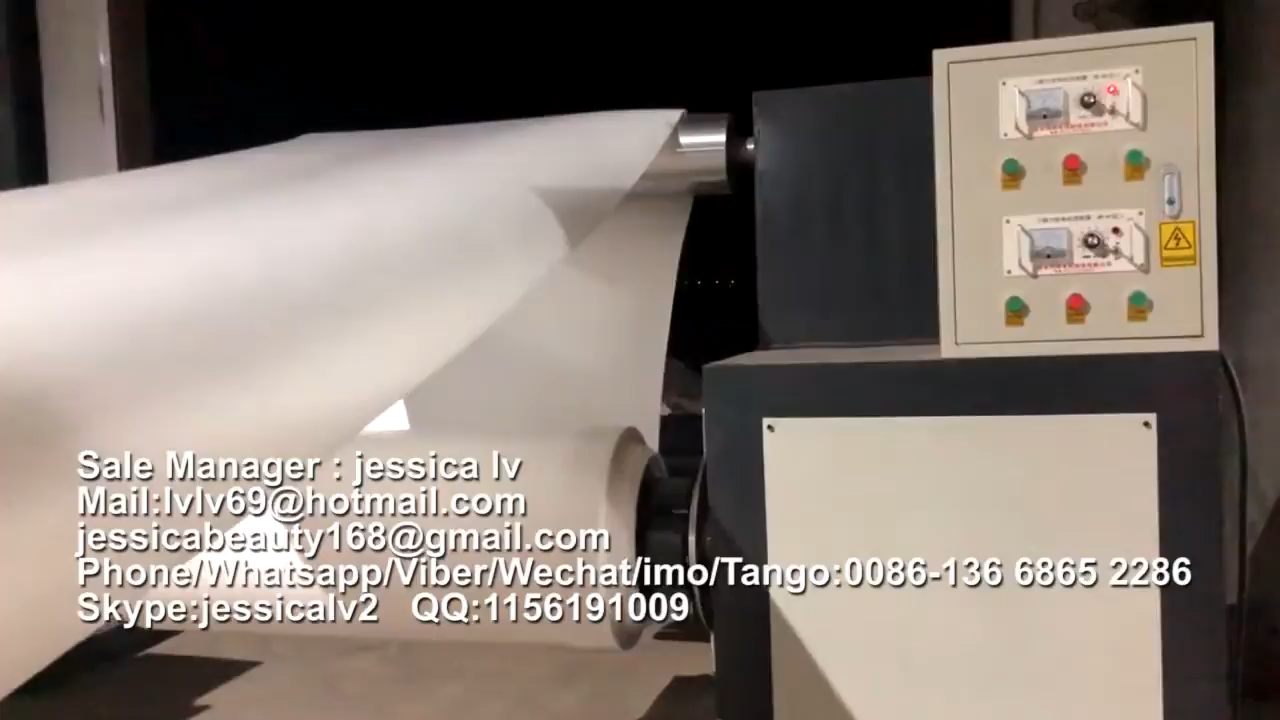 Sale Manager : jessica lv
Mail:lvlv69@hotmail.com
jessicabeauty168@gmail.com
Phone/Whatsapp/Viber/Wechat/imo/Tango:0086-136 6865 2286
Skype:jessicalv2 QQ:1156191009